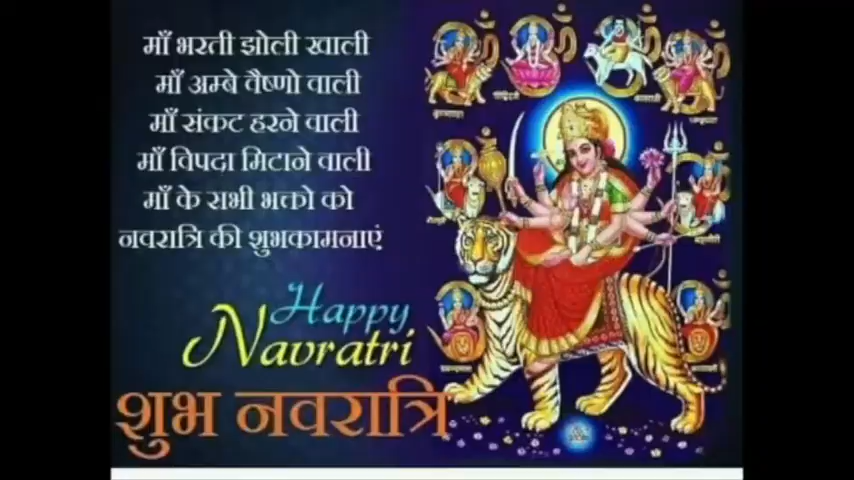 माँ भरती झोली खाली
माँ अम्बे वैष्णो वाली
माँ संकट हरने वाली
माँ विपदा मिटाने वाली
माँ के सभी भक्तो को
नवरात्रि की शुभकामनाएं
Happy
Navratri
शुभ नवरात्रि